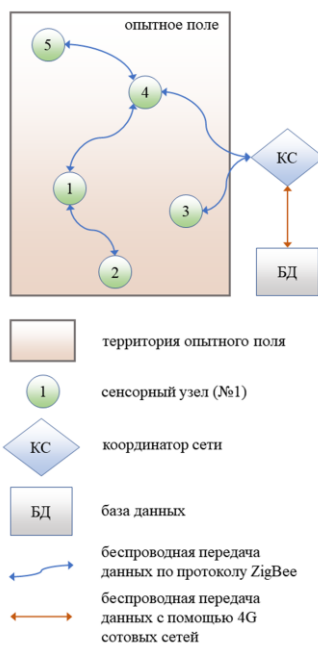 опытное поле
5
4
КС
1
3
2
БД
территория опытного поля
1
сенсорный узел (№1)
КС
координатор сети
БД
база данных
беспроводная передача
данных по протоколу ZigBee
беспроводная передача
данных с помощью 4G
сотовых сетей